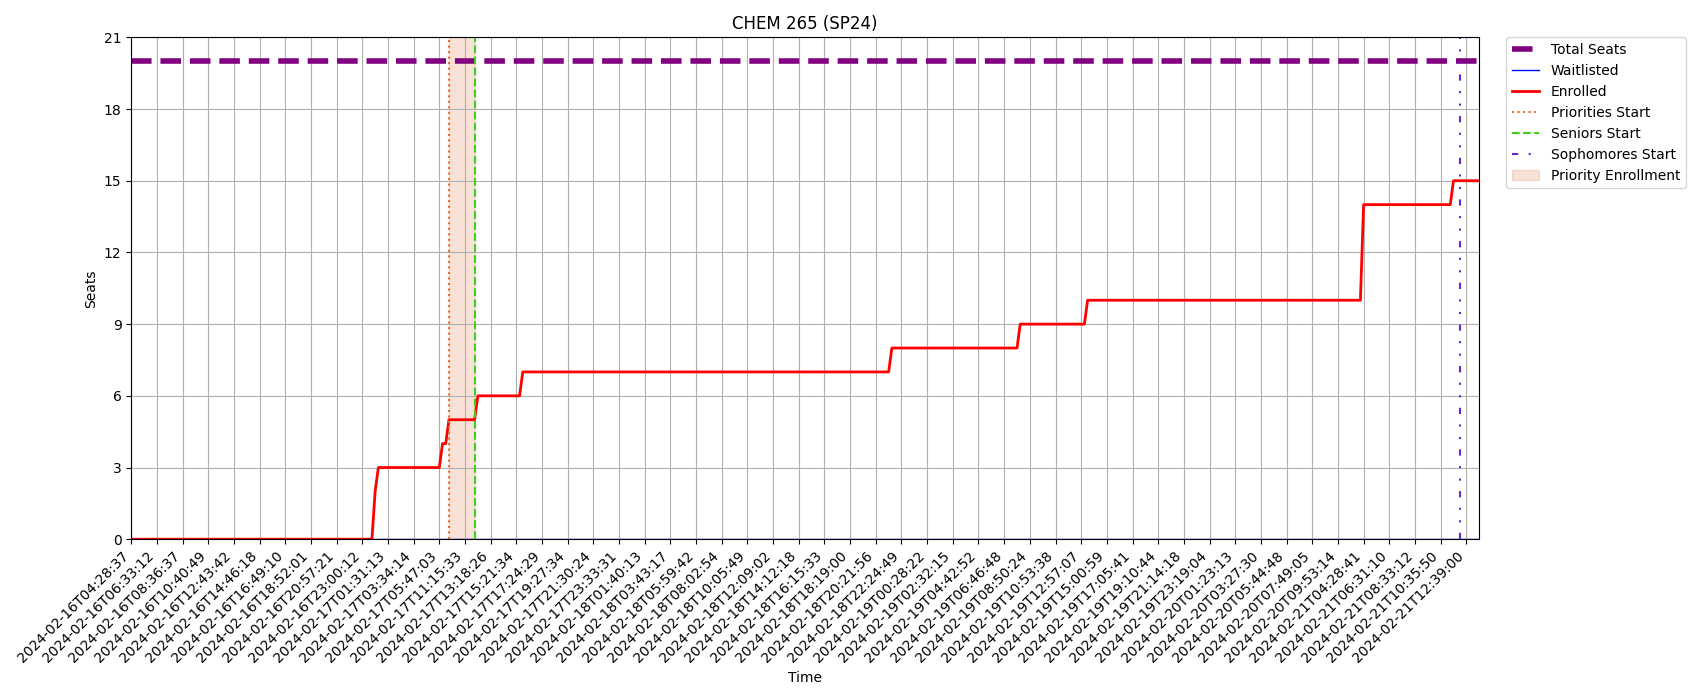 CHEM 265 (SP24)
21
18
15
12
9
6
3
0
Seats
2024-02-16T04:28:37
2024-02-16T06:33:12
2024-02-16T08:36:37
2024-02-16T10:40:49
2024-02-16T12:43:42
2024-02-16T14:46:18
2024-02-16T16:49:10
2024-02-16T18:52:01
2024-02-16T20:57:21
2024-02-16T23:00:12
2024-02-17T01:31:13
2024-02-17T03:34:14
2024-02-17T05:47:03
2024-02-17T11:15:33
2024-02-17T13:18:26
2024-02-17T15:21:34
2024-02-17T17:24:29
2024-02-17T19:27:34
2024-02-17T21:30:24
2024-02-17T23:33:31
2024-02-18T01:40:13
2024-02-18T03:43:17
2024-02-18T05:59:42
2024-02-18T08:02:54
2024-02-18T10:05:49
2024-02-18T12:09:02
2024-02-18T14:12:18
2024-02-18T16:15:33
2024-02-18T18:19:00
2024-02-18T20:21:56
2024-02-18T22:24:49
2024-02-19T00:28:22
2024-02-19T02:32:15
2024-02-19T04:42:52
2024-02-19T06:46:48
2024-02-19T08:50:24
2024-02-19T10:53:38
2024-02-19T12:57:07
2024-02-19T15:00:59
2024-02-19T17:05:41
2024-02-19T19:10:44
2024-02-19T21:14:18
2024-02-19T23:19:04
2024-02-20T01:23:13
2024-02-20T03:27:30
2024-02-20T05:44:48
2024-02-20T07:49:05
2024-02-20T09:53:14
2024-02-21T04:28:41
2024-02-21T06:31:10
2024-02-21T08:33:12
2024-02-21T10:35:50
2024-02-21T12:39:00
Time
Total Seats
Waitlisted
Enrolled
Priorities Start
Seniors Start
Sophomores Start
Priority Enrollment